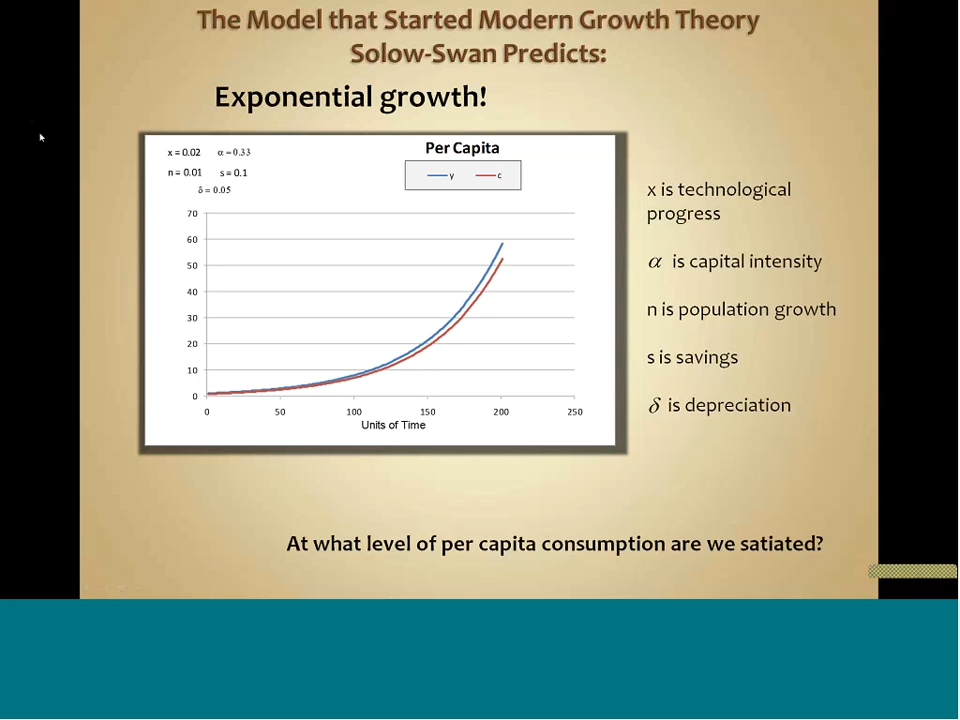 The Model that Started Modern Growth Theory
Solow-Swan Predicts:
Exponential growth!
Per Capita
x = 0.02 α = 0.33
n = 0.01 s = 0.1
δ = 0.05
y c
70
60
50
40
30
20
10
0
0 50 100 150 200 250
Units of Time
x is technological
progress
α is capital intensity
n is population growth
s is savings
δ is depreciation
At what level of per capita consumption are we satiated?